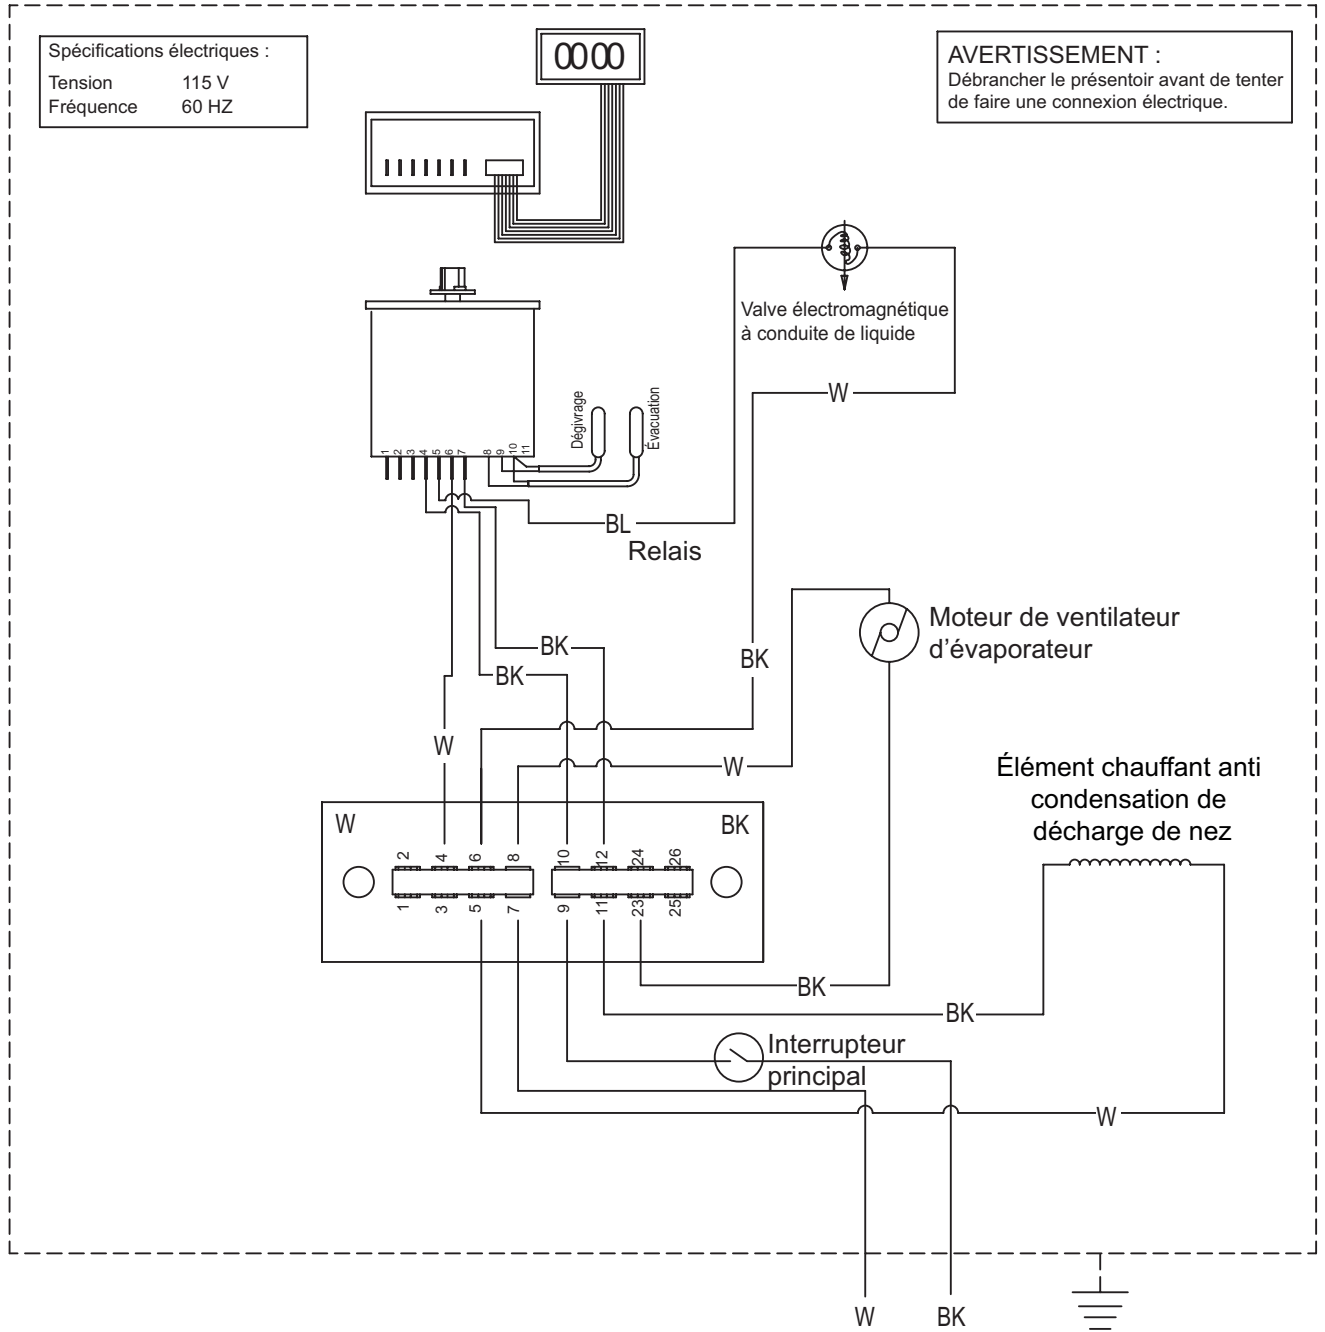 Spécifications électriques :
Tension 115 V
Fréquence 60 HZ
0000
AVERTISSEMENT :
Débrancher le présentoir avant de tenter
de faire une connexion électrique.
Valve électromagnétique
à conduite de liquide
W
Dégivrage
Évacuation
1 2 3 4 5 6 7 8 9 10 11
BL
Relais
Moteur de ventilateur
d’évaporateur
BK
BK
BK
W
W
Élément chauffant anti
condensation de
décharge de nez
W
BK
2 4 6 8 10 12 24 26
1 3 5 7 9 11 23 25
BK
BK
Interrupteur
principal
W
W
BK